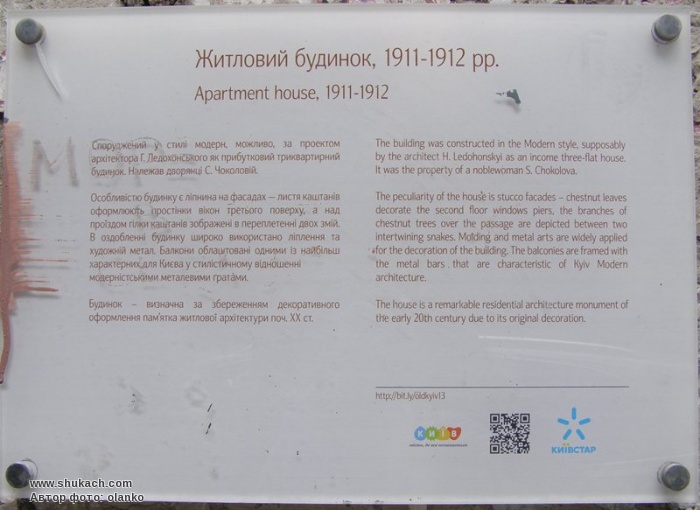 Житловий будинок, 1911-1912 рр.
Apartment house, 1911-1912
Споруджений у стилі модерн, можливо, за проектом
архітектора Г. Ледохонського як прибутковий триквартирний
будинок. Належав дворянці С. Чоколовій.
Особливістю будинку є ліпнина на фасадах – листя каштанів
оформлюють простінки вікон третього поверху, а над
проїздом гілки каштанів зображені в переплетенні двох змій.
В оздобленні будинку широко використано ліплення та
художній метал. Балкони облаштовані одними із найбільш
характерних для Києва у стилістичному відношенні
модерністськими металевими ґратами.
Будинок – визначна за збереженням декоративного
оформлення пам'ятка житлової архітектури поч. ХХ ст.
The building was constructed in the Modern style, supposably
by the architect H. Ledohonskyi as an income three-flat house.
It was the property of a noblewoman S. Chokolova.
The peculiarity of the house is stucco facades – chestnut leaves
decorate the second floor windows piers, the branches of
chestnut trees over the passage are depicted between two
intertwining snakes. Molding and metal arts are widely applied
for the decoration of the building. The balconies are framed with
the metal bars that are characteristic of Kyiv Modern
architecture.
The house is a remarkable residential architecture monument of
the early 20th century due to its original decoration.
http://bit.ly/oldkyiv13
КИЇВ
КИЇВСТАР
www.shukach.com
Автор фото: olanko